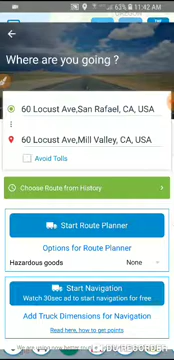 63% 11:42 AM
Where are you going ?
60 Locust Ave,San Rafael, CA, USA
60 Locust Ave,Mill Valley, CA, USA
Avoid Tolls
Choose Route from History
Start Route Planner
Options for Route Planner
Hazardous goods None
Start Navigation
Watch 30sec ad to start navigation for free
Add Truck Dimensions for Navigation
Read here, how to get points